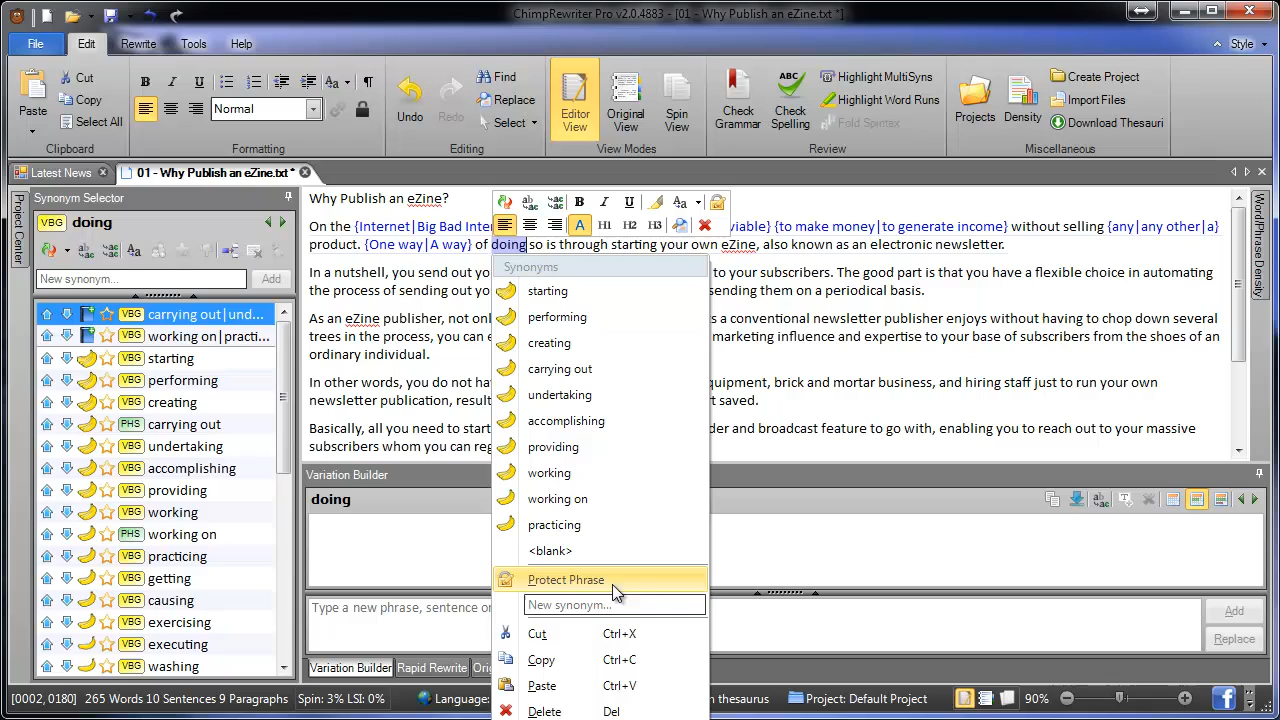 ChimpRewriter Pro v2.0.4883 - [01 - Why Publish an eZine.txt *]
File Edit Rewrite Tools Help Style
Paste Cut Copy Select All
Clipboard
B I U Aa ¶ Normal
Formatting
Undo Redo Find Replace Select
Editing
Editor View Original View Spin View
View Modes
Check Grammar ABC Check Spelling Highlight MultiSyns Highlight Word Runs Fold Spintex
Review
Projects Density Create Project Import Files Download Thesauri
Miscellaneous
Latest News 01 - Why Publish an eZine.txt *
Project Center
Synonym Selector
VBG doing
New synonym... Add
VBG carrying out|und...
VBG working on|practi...
VBG starting
VBG performing
VBG creating
PHS carrying out
VBG undertaking
VBG accomplishing
VBG providing
VBG working
PHS working on
VBG practicing
VBG getting
VBG causing
VBG exercising
VBG executing
VBG washing
Why Publish an eZine?
On the {Internet|Big Bad Inter viable} {to make money|to generate income} without selling {any|any other|a}
product. {One way|A way} of doing so is through starting your own eZine, also known as an electronic newsletter.
In a nutshell, you send out yo to your subscribers. The good part is that you have a flexible choice in automating
the process of sending out yo sending them on a periodical basis.
As an eZine publisher, not onl s a conventional newsletter publisher enjoys without having to chop down several
trees in the process, you can e marketing influence and expertise to your base of subscribers from the shoes of an
ordinary individual.
In other words, you do not hav quipment, brick and mortar business, and hiring staff just to run your own
newsletter publication, result t saved.
Basically, all you need to start der and broadcast feature to go with, enabling you to reach out to your massive
subscribers whom you can reg
B I U Aa
A H1 H2 H3
Synonyms
starting
performing
creating
carrying out
undertaking
accomplishing
providing
working
working on
practicing
<blank>
Protect Phrase
New synonym...
Cut Ctrl+X
Copy Ctrl+C
Paste Ctrl+V
Delete Del
Word/Phrase Density
Variation Builder
doing
Type a new phrase, sentence or
Add
Replace
Variation Builder Rapid Rewrite Ori
[0002, 0180] 265 Words 10 Sentences 9 Paragraphs Spin: 3% LSI: 0% Language: n thesaurus Project: Default Project 90%